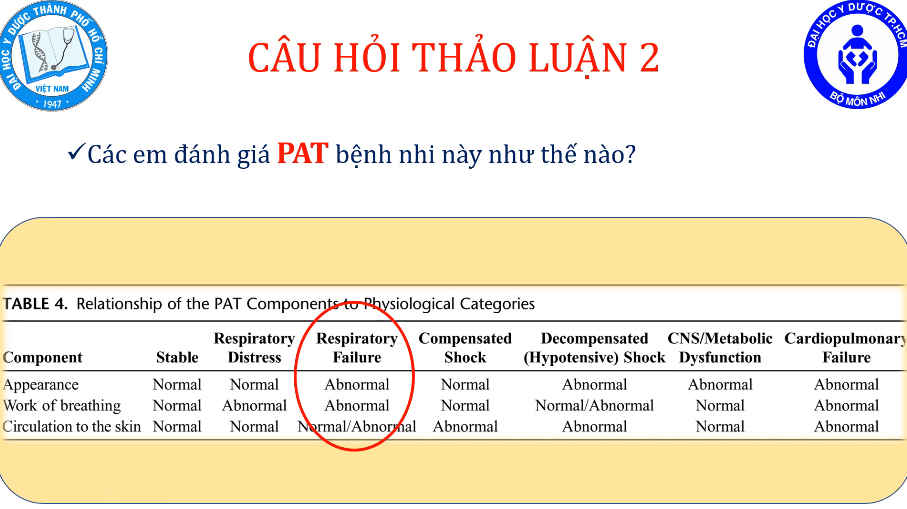 ĐẠI HỌC Y DƯỢC THÀNH PHỐ HỒ CHÍ MINH
VIỆT NAM
1947
ĐẠI HỌC Y DƯỢC TP.HCM
BỘ MÔN NHI
CÂU HỎI THẢO LUẬN 2
✓Các em đánh giá PAT bệnh nhi này như thế nào?
TABLE 4. Relationship of the PAT Components to Physiological Categories
Component Stable Respiratory Distress Respiratory Failure Compensated Shock Decompensated (Hypotensive) Shock CNS/Metabolic Dysfunction Cardiopulmonary Failure
Appearance Normal Normal Abnormal Normal Abnormal Abnormal Abnormal
Work of breathing Normal Abnormal Abnormal Normal Normal/Abnormal Normal Abnormal
Circulation to the skin Normal Normal Normal/Abnormal Abnormal Abnormal Normal Abnormal